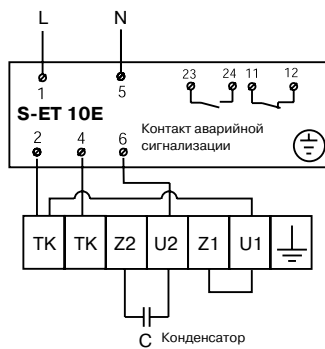 L N
1 5 23 24 11 12
S-ET 10E
Контакт аварийной
сигнализации
2 4 6
TK TK Z2 U2 Z1 U1
C Конденсатор